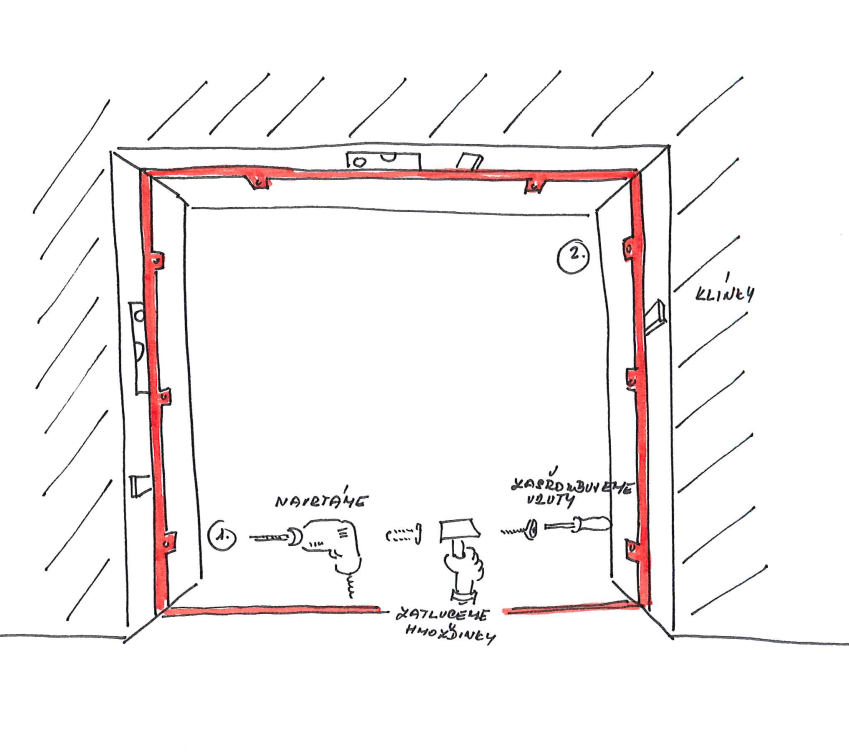 2.
KLÍNKY
NAVRTÁME
ZAŠROUBUJEME
VRUTY
1.
ZATLUČEME
HMOŽDINKY